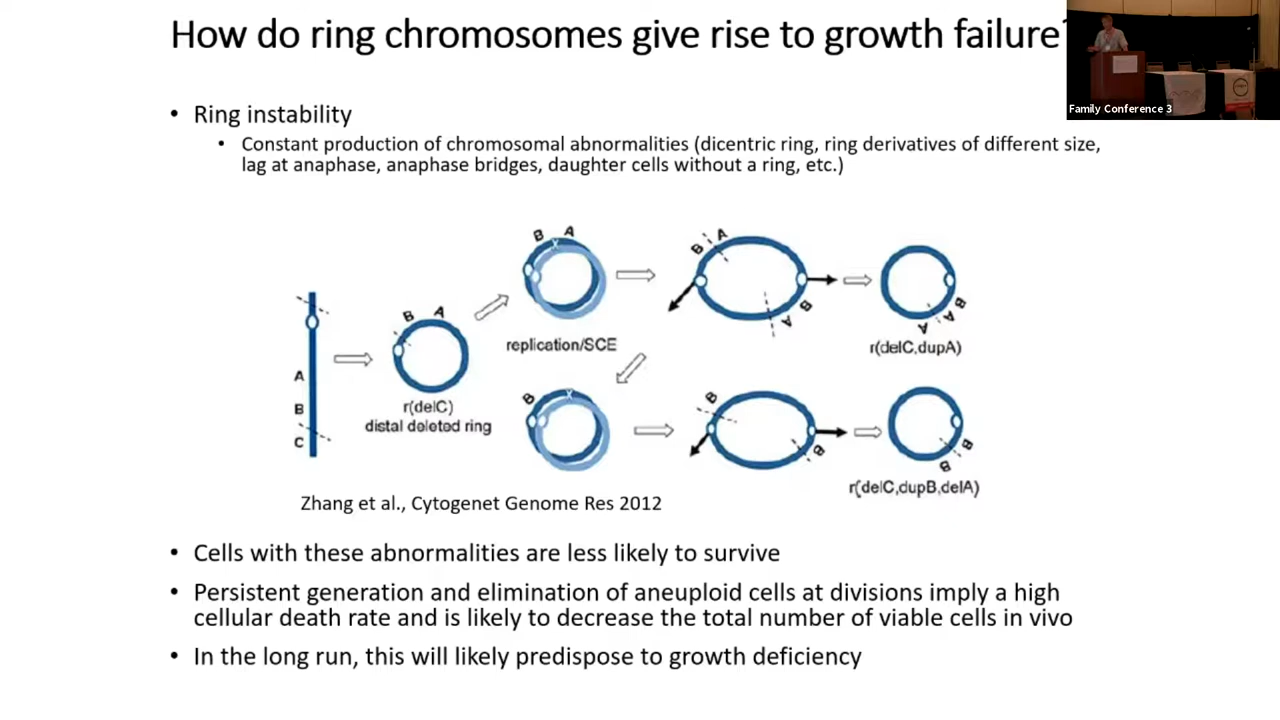 How do ring chromosomes give rise to growth failure?
Family Conference 3
• Ring instability
• Constant production of chromosomal abnormalities (dicentric ring, ring derivatives of different size,
lag at anaphase, anaphase bridges, daughter cells without a ring, etc.)
A
B
C
B A
r(delC)
distal deleted ring
B A
replication/SCE
B A
B
A
B
A
A
r(delC,dupA)
B
B
B
B
B
r(delC,dupB,delA)
Zhang et al., Cytogenet Genome Res 2012
• Cells with these abnormalities are less likely to survive
• Persistent generation and elimination of aneuploid cells at divisions imply a high
cellular death rate and is likely to decrease the total number of viable cells in vivo
• In the long run, this will likely predispose to growth deficiency